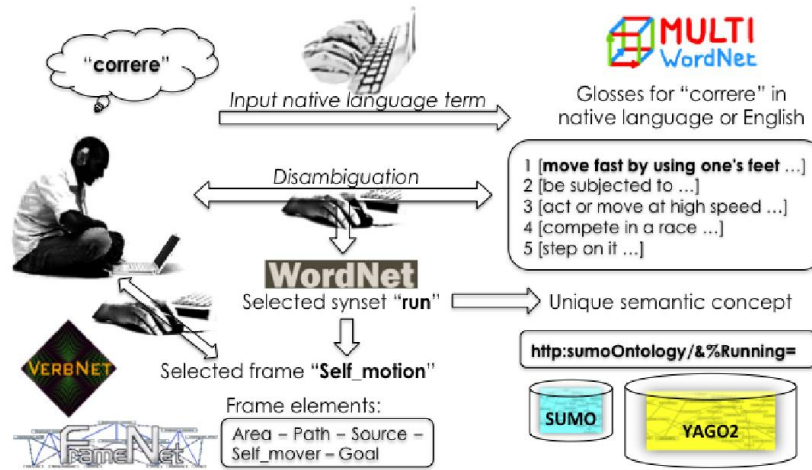 “correre”
MULTI
WordNet
Input native language term
Glosses for “correre” in
native language or English
Disambiguation
1 [move fast by using one's feet ...]
2 [be subjected to ...]
3 [act or move at high speed ...]
4 [compete in a race ...]
5 [step on it ...]
WordNet
Selected synset “run”
Unique semantic concept
VERBNET
Selected frame “Self_motion”
http:sumoOntology/&%Running=
Frame elements:
Area – Path – Source –
Self_mover – Goal
FrameNet
SUMO
YAGO2